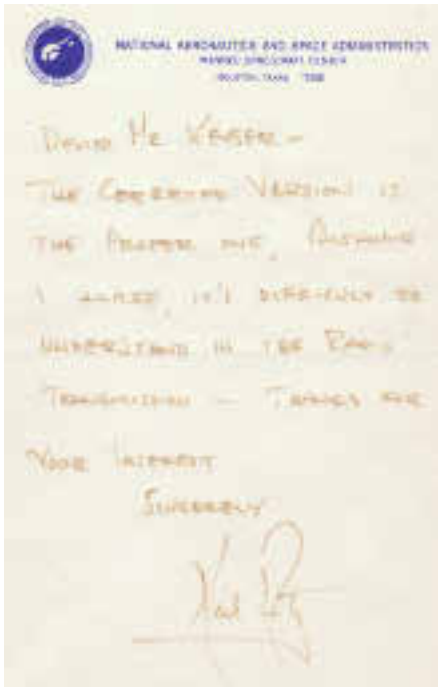 NATIONAL AERONAUTICS AND SPACE ADMINISTRATION
MANNED SPACECRAFT CENTER
HOUSTON, TEXAS
DEAR MR
THE CORRECTED VERSION IS
THE PROPER ONE, ALTHOUGH
I AGREE, IT'S DIFFICULT TO
UNDERSTAND IN THE RADIO
TRANSMISSION – THANKS FOR
YOUR INTEREST
SINCERELY